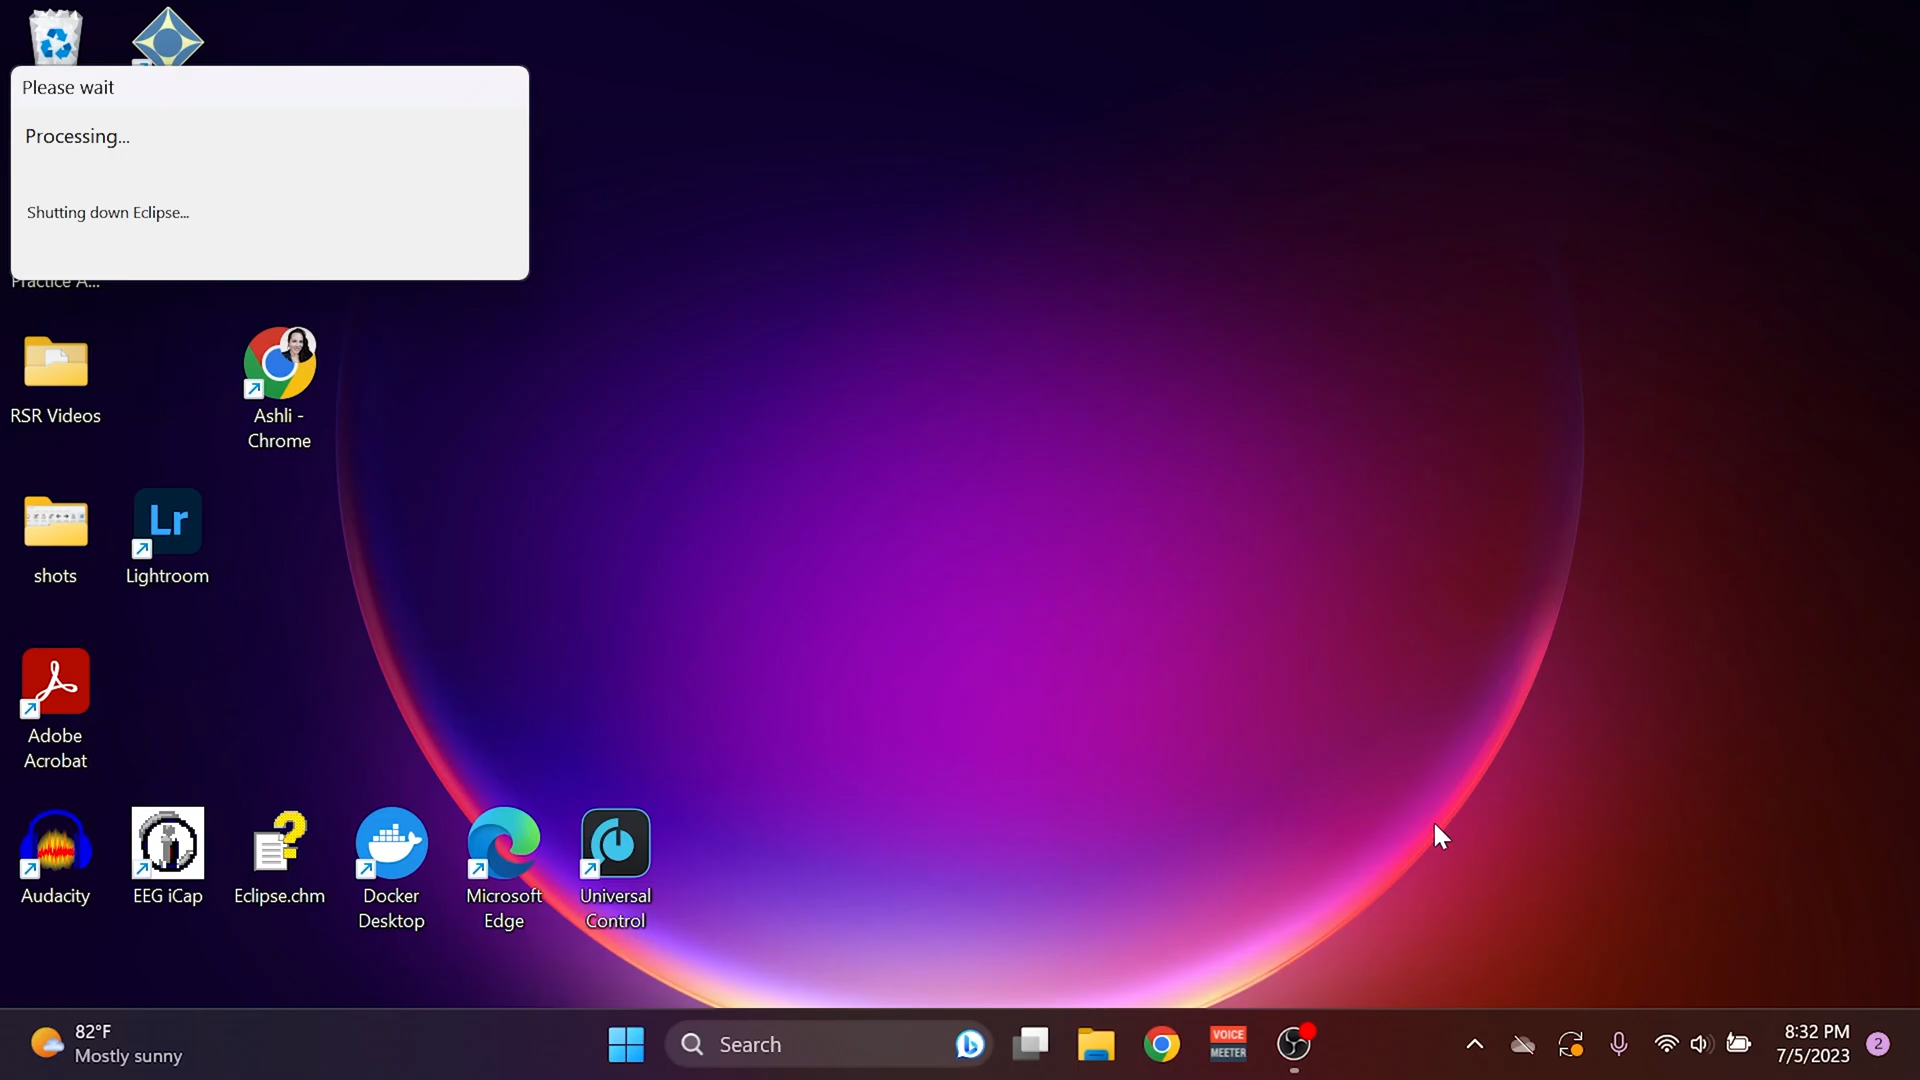 Please wait
Processing...
Shutting down Eclipse...
Practice A...
RSR Videos
Ashli -
Chrome
shots
Lr
Lightroom
Adobe
Acrobat
Audacity
EEG iCap
Eclipse.chm
Docker
Desktop
Microsoft
Edge
Universal
Control
82°F
Mostly sunny
Search
VOICE
MEETER
8:32 PM
7/5/2023
2